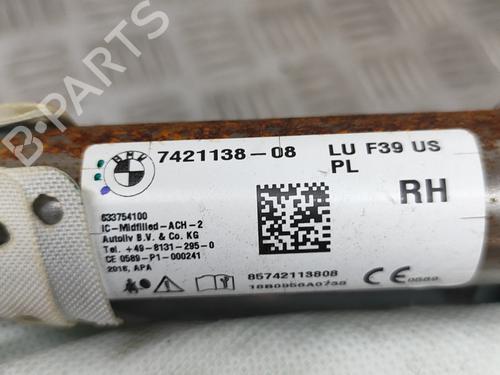 B-PARTS
BMW
7421138-08
LU F39 US
PL
RH
633754100
IC-Midfilled-ACH-2
Autoliv B.V. & Co. KG
Tel. +49-8131-295-0
CE 0589-P1-000241
2016, APA
85742113808
CE